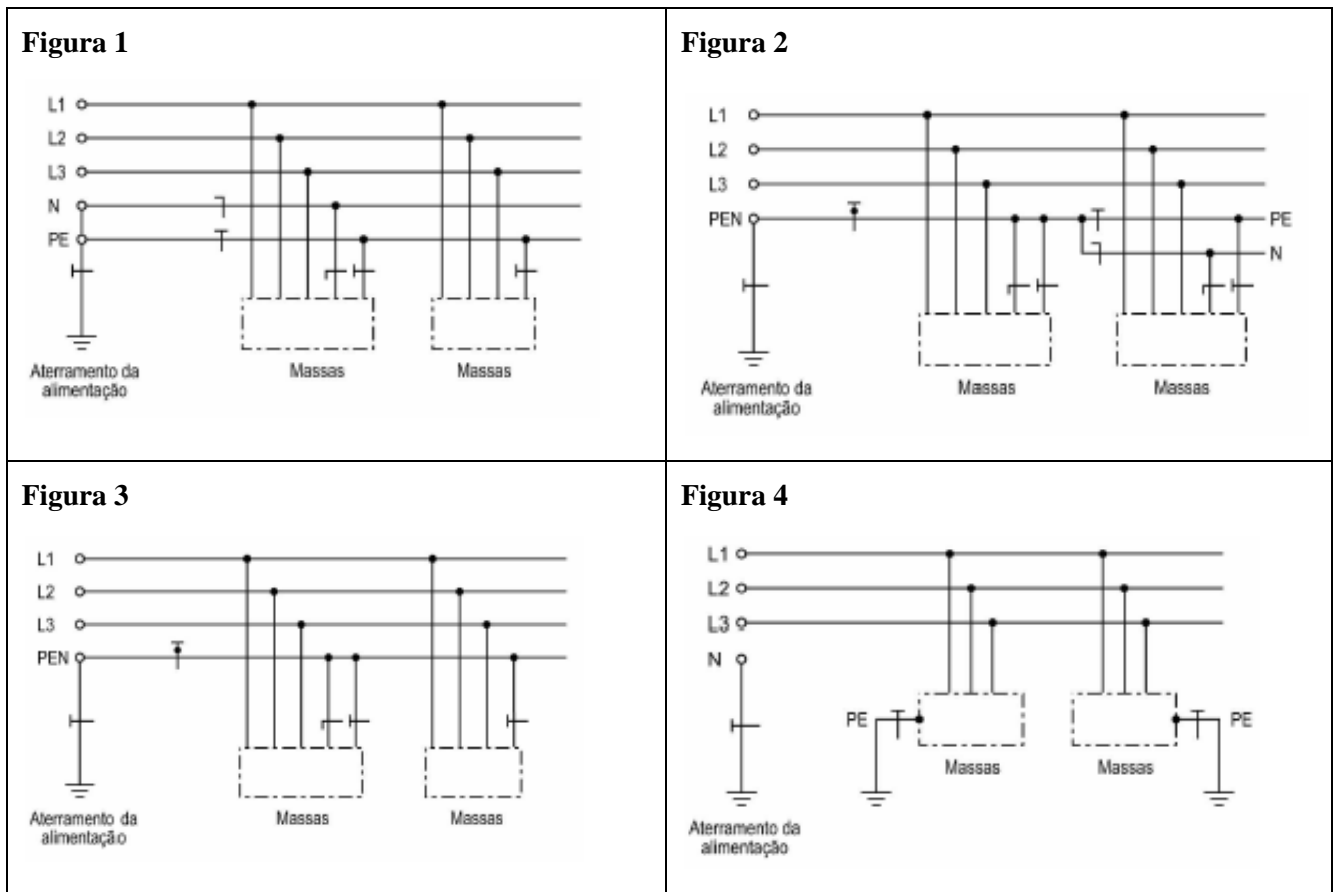 Figura 1
L1
L2
L3
N
PE
Aterramento da
alimentação
Massas
Massas
Figura 2
L1
L2
L3
PEN
PE
N
Aterramento da
alimentação
Massas
Massas
Figura 3
L1
L2
L3
PEN
Aterramento da
alimentação
Massas
Massas
Figura 4
L1
L2
L3
N
PE
PE
Massas
Massas
Aterramento da
alimentação